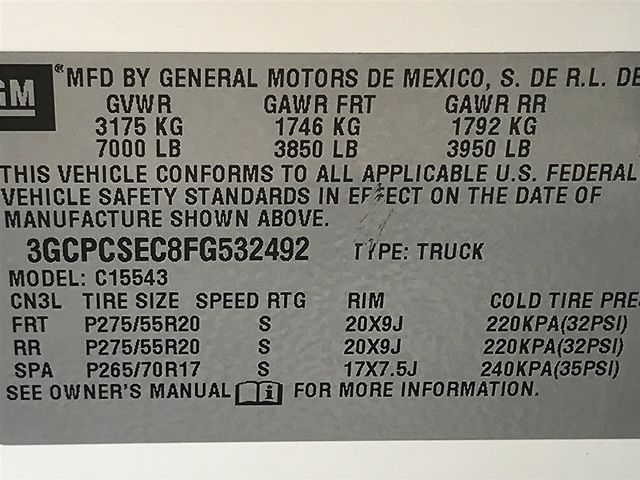 GM ® MFD BY GENERAL MOTORS DE MEXICO, S. DE R.L. DE
GVWR GAWR FRT GAWR RR
3175 KG 1746 KG 1792 KG
7000 LB 3850 LB 3950 LB
THIS VEHICLE CONFORMS TO ALL APPLICABLE U.S. FEDERAL
VEHICLE SAFETY STANDARDS IN EFFECT ON THE DATE OF
MANUFACTURE SHOWN ABOVE.
3GCPCSEC8FG532492 TYPE: TRUCK
MODEL: C15543
CN3L TIRE SIZE SPEED RTG RIM COLD TIRE PRE
FRT P275/55R20 S 20X9J 220KPA(32PSI)
RR P275/55R20 S 20X9J 220KPA(32PSI)
SPA P265/70R17 S 17X7.5J 240KPA(35PSI)
SEE OWNER'S MANUAL i FOR MORE INFORMATION.